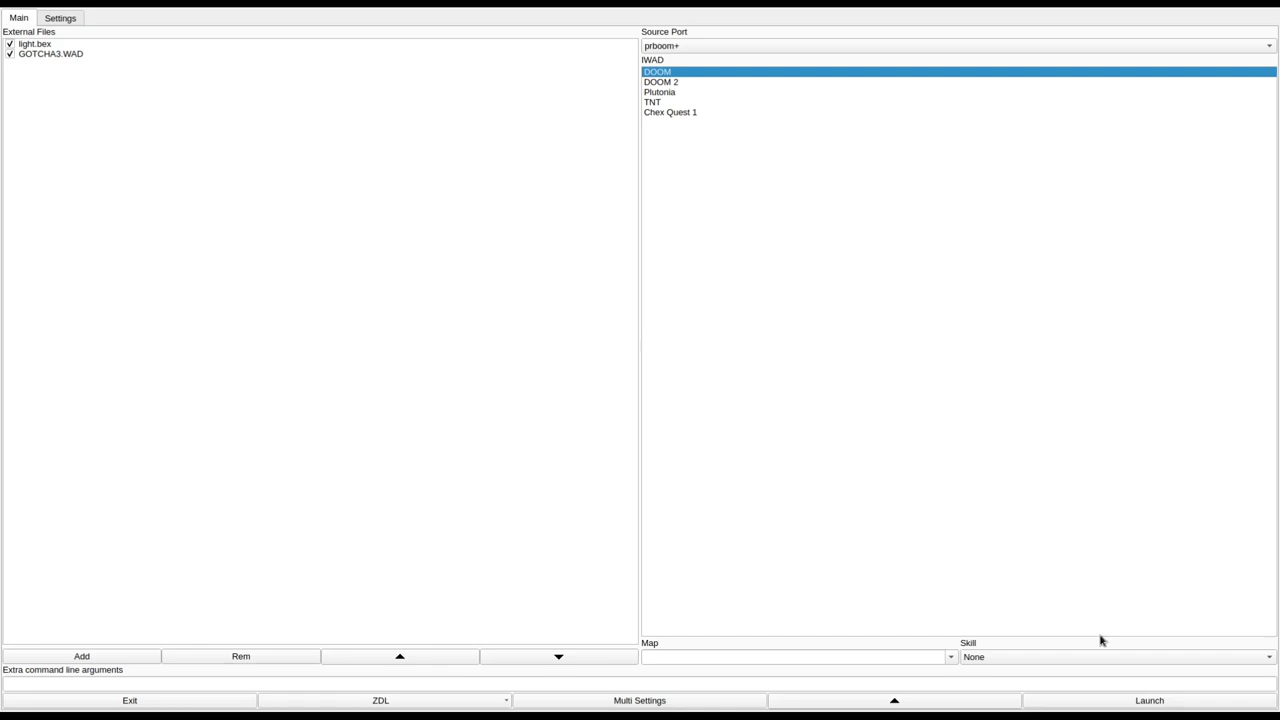 Main
Settings
External Files
light.bex
GOTCHA3.WAD
Source Port
prboom+
IWAD
DOOM
DOOM 2
Plutonia
TNT
Chex Quest 1
Map
Skill
None
Add
Rem
Extra command line arguments
Exit
ZDL
Multi Settings
Launch